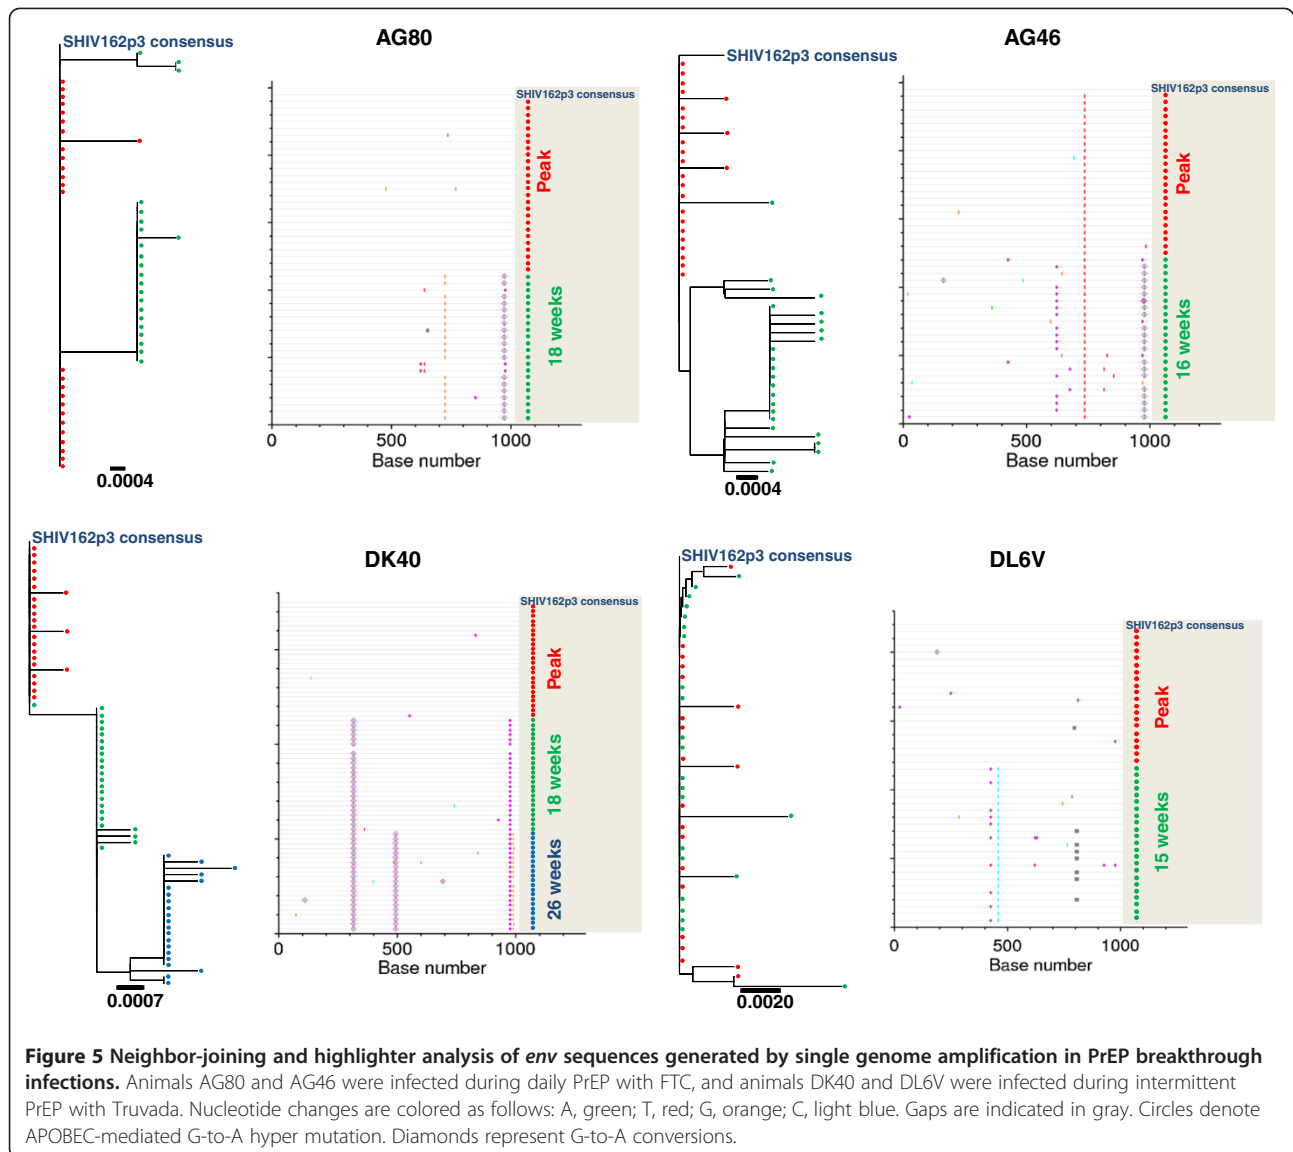 SHIV162p3 consensus
AG80
SHIV162p3 consensus
Peak
18 weeks
0 500 1000
Base number
0.0004
SHIV162p3 consensus
AG46
SHIV162p3 consensus
Peak
16 weeks
0 500 1000
Base number
0.0004
SHIV162p3 consensus
DK40
SHIV162p3 consensus
Peak
18 weeks
26 weeks
0 500 1000
Base number
0.0007
SHIV162p3 consensus
DL6V
SHIV162p3 consensus
Peak
15 weeks
0 500 1000
Base number
0.0020
Figure 5 Neighbor-joining and highlighter analysis of env sequences generated by single genome amplification in PrEP breakthrough
infections. Animals AG80 and AG46 were infected during daily PrEP with FTC, and animals DK40 and DL6V were infected during intermittent
PrEP with Truvada. Nucleotide changes are colored as follows: A, green; T, red; G, orange; C, light blue. Gaps are indicated in gray. Circles denote
APOBEC-mediated G-to-A hyper mutation. Diamonds represent G-to-A conversions.